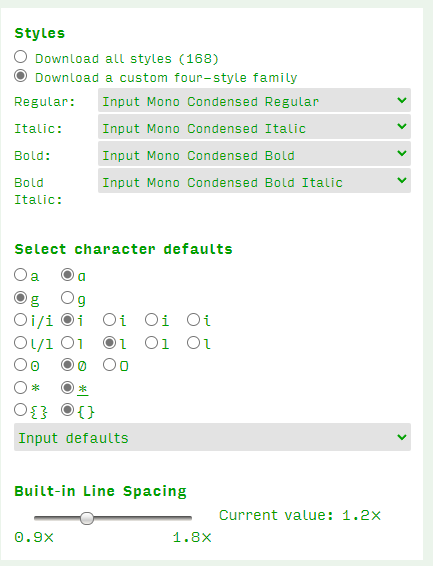 Styles
Download all styles (168)
Download a custom four-style family
Regular: Input Mono Condensed Regular
Italic: Input Mono Condensed Italic
Bold: Input Mono Condensed Bold
Bold Italic: Input Mono Condensed Bold Italic
Select character defaults
a ɑ
g g
i/i i i i i
l/l l l l l
0 0 0
* *
{} {}
Input defaults
Built-in Line Spacing
Current value: 1.2x
0.9x 1.8x